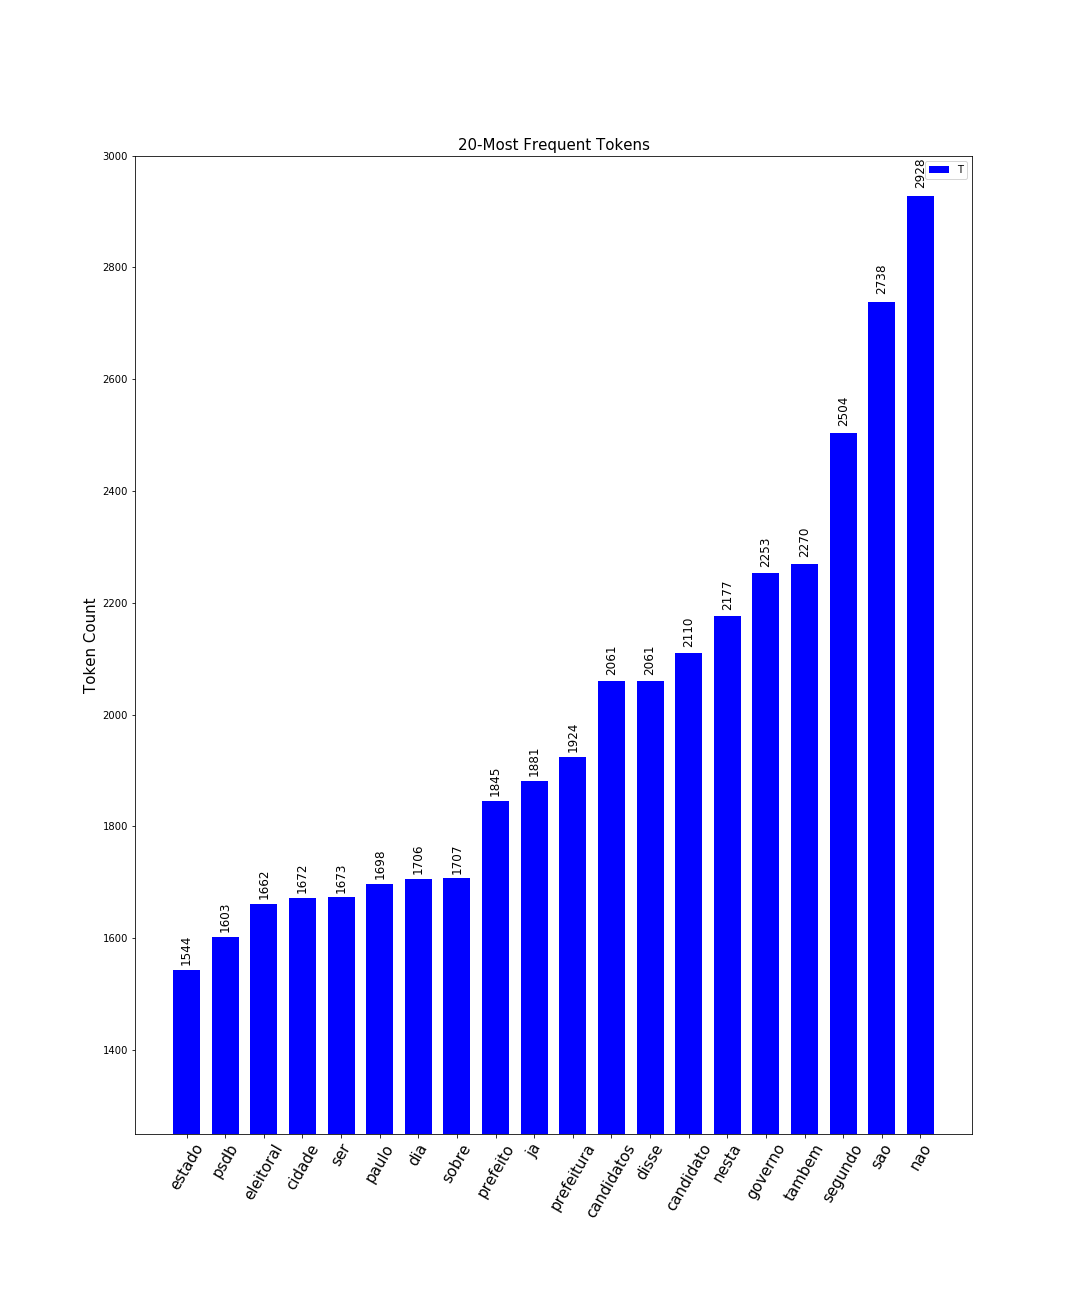 20-Most Frequent Tokens
T
Token Count
3000
2800
2600
2400
2200
2000
1800
1600
1400
1544
1603
1662
1672
1673
1698
1706
1707
1845
1881
1924
2061
2061
2110
2177
2253
2270
2504
2738
2928
estado
psdb
eleitoral
cidade
ser
paulo
dia
sobre
prefeito
ja
prefeitura
candidatos
disse
candidato
nesta
governo
tambem
segundo
sao
nao